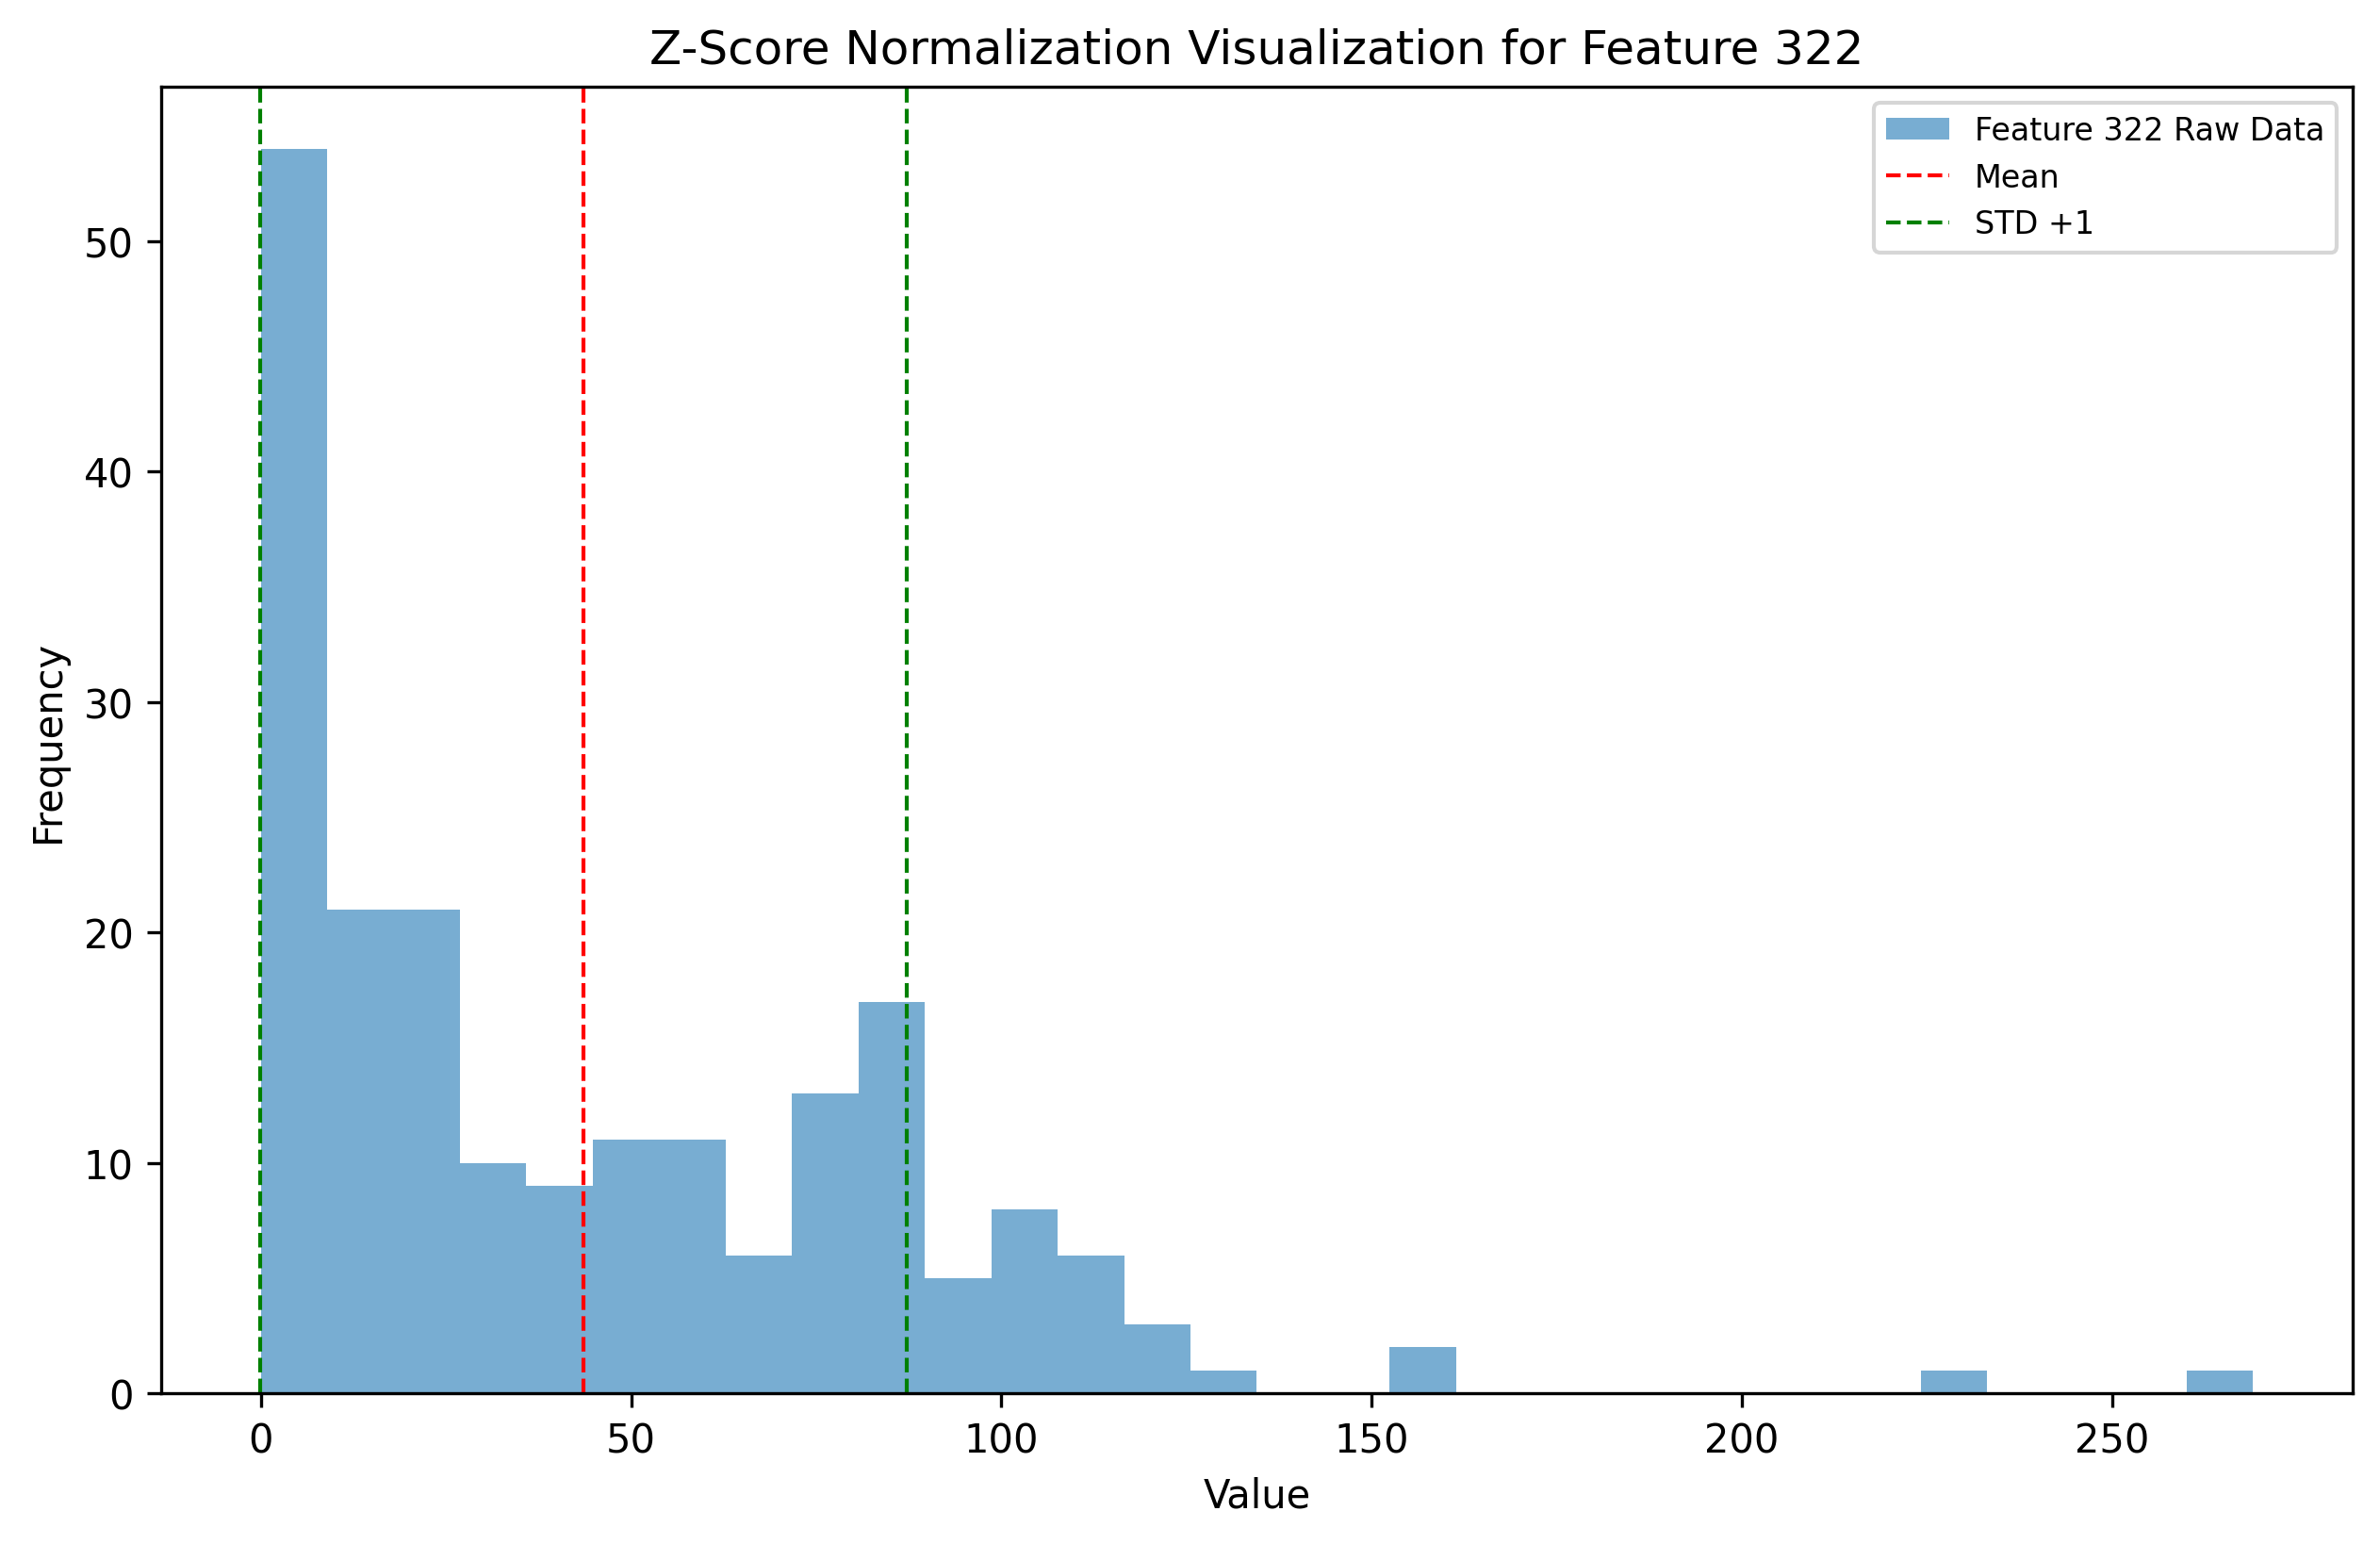 Z-Score Normalization Visualization for Feature 322
Feature 322 Raw Data
Mean
STD +1
50
40
30
20
10
0
Frequency
0 50 100 150 200 250
Value